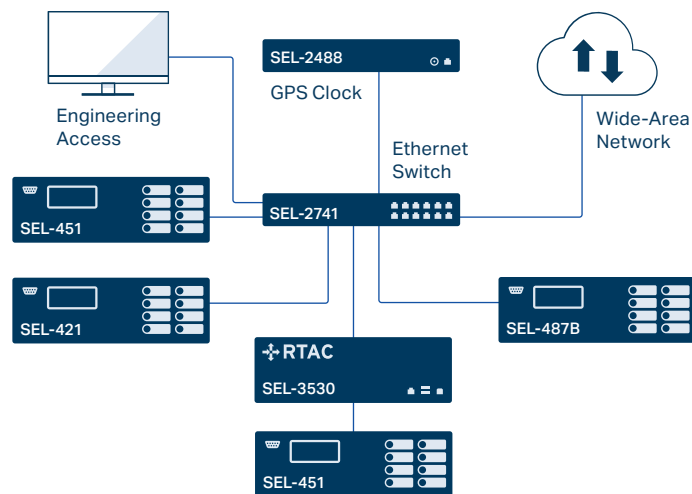 SEL-2488
GPS Clock
Engineering
Access
Wide-Area
Network
Ethernet
Switch
SEL-451
SEL-2741
SEL-421
SEL-487B
RTAC
SEL-3530
SEL-451